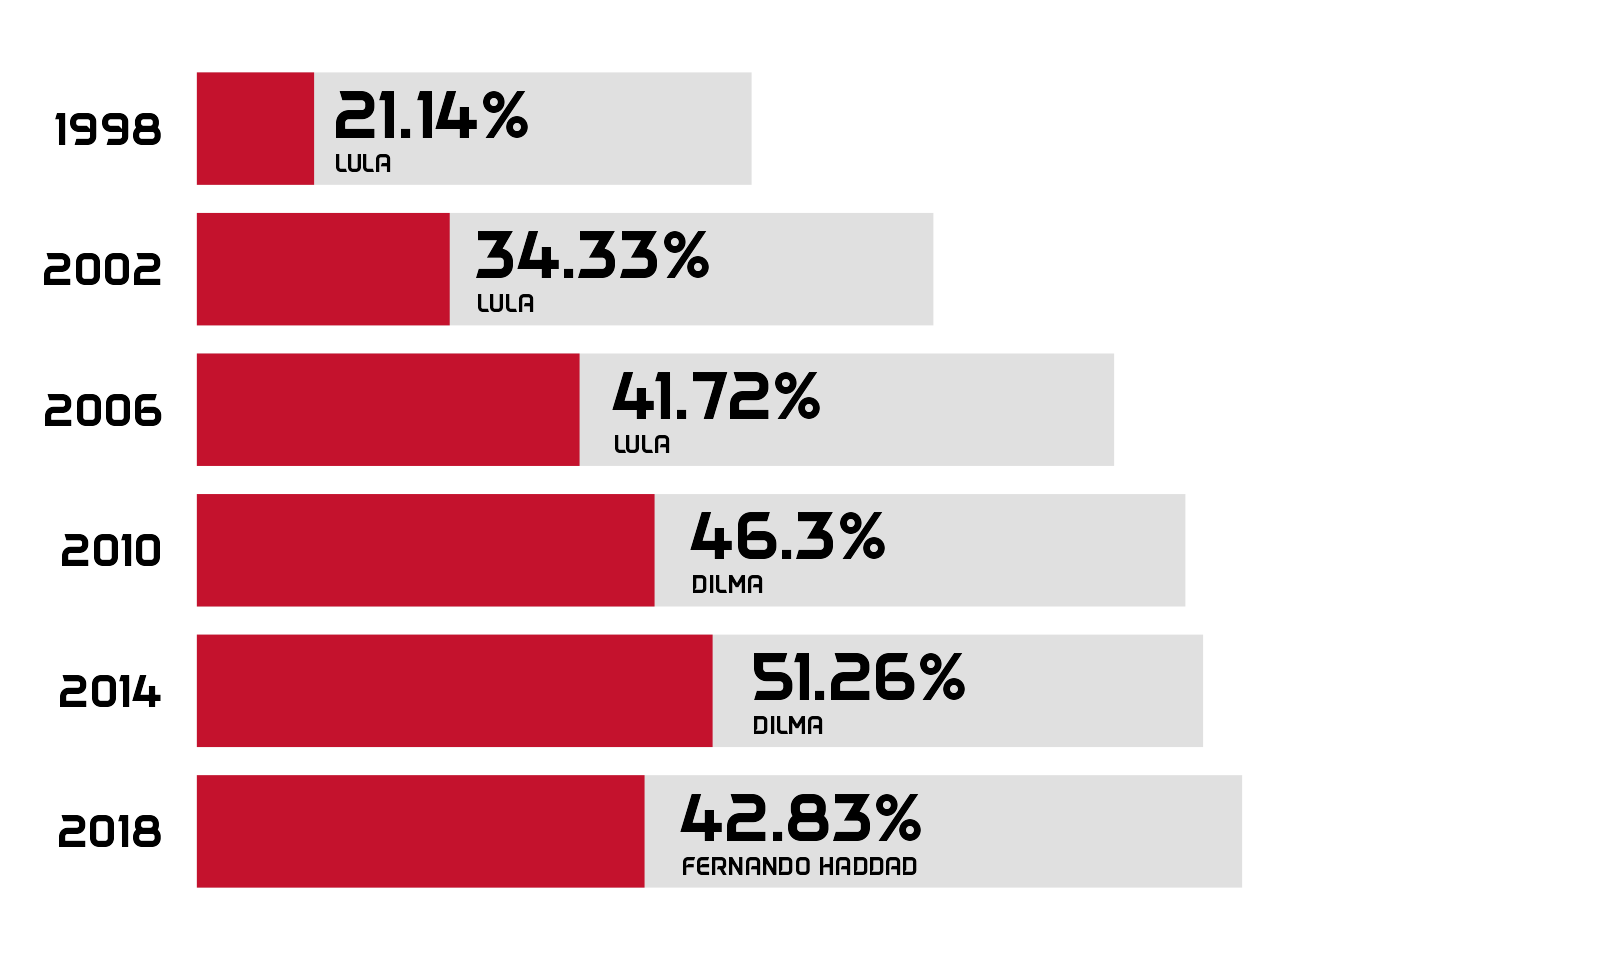 1998
21.14%
LULA
2002
34.33%
LULA
2006
41.72%
LULA
2010
46.3%
DILMA
2014
51.26%
DILMA
2018
42.83%
FERNANDO HADDAD